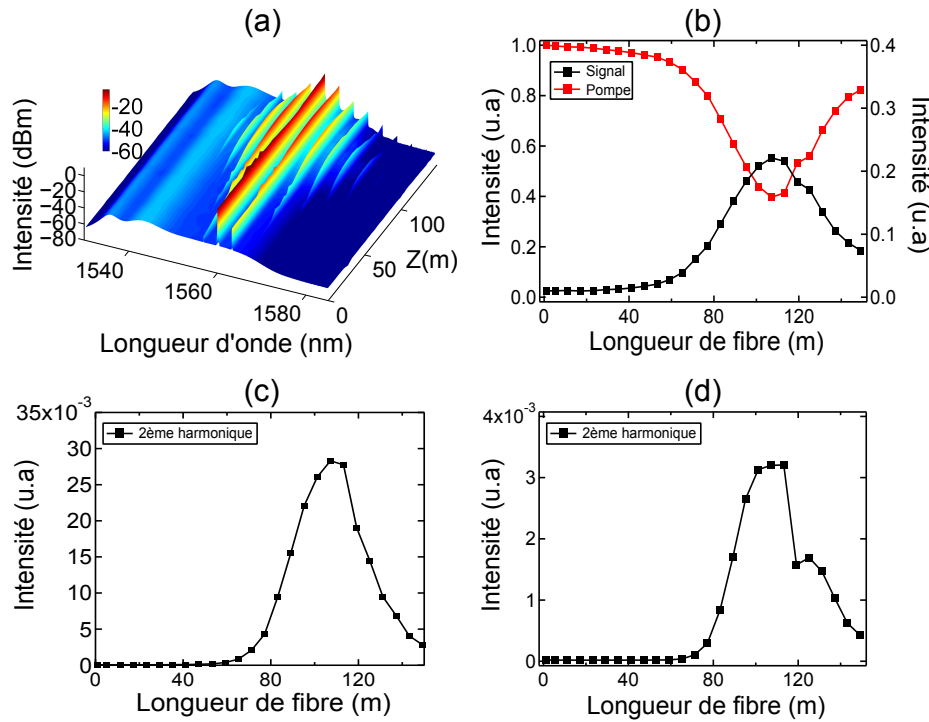 (a)
Intensité (dBm)
0
-20
-40
-60
-80
-20
-40
-60
1540
1560
1580
0
50
100
Z(m)
Longueur d'onde (nm)
(b)
Intensité (u.a)
1.0
0.8
0.6
0.4
0.2
0.0
Signal
Pompe
0.4
0.3
0.2
0.1
0.0
Intensité (u.a)
0 40 80 120
Longueur de fibre (m)
(c)
35x10-3
30
25
20
15
10
5
0
Intensité (u.a)
2ème harmonique
0 40 80 120
Longueur de fibre (m)
(d)
4x10-3
3
2
1
0
Intensité (u.a)
2ème harmonique
0 40 80 120
Longueur de fibre (m)